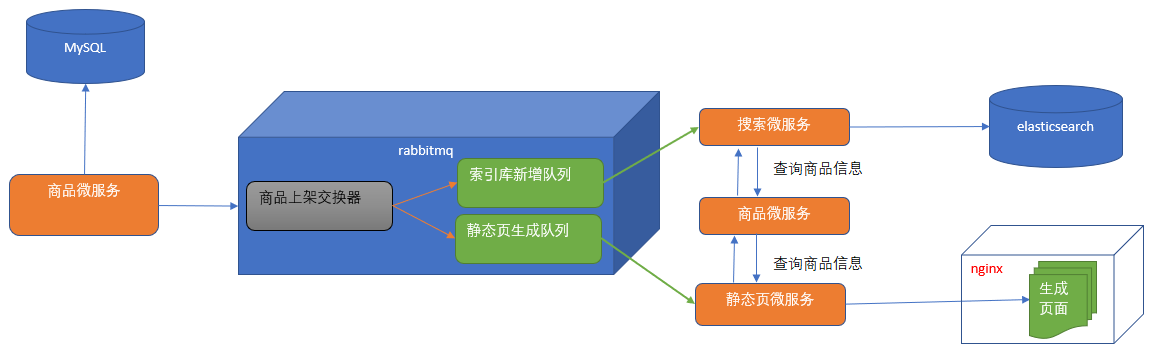 MySQL
商品微服务
rabbitmq
商品上架交换器
索引库新增队列
静态页生成队列
搜索微服务
elasticsearch
查询商品信息
商品微服务
查询商品信息
静态页微服务
nginx
生成
页面